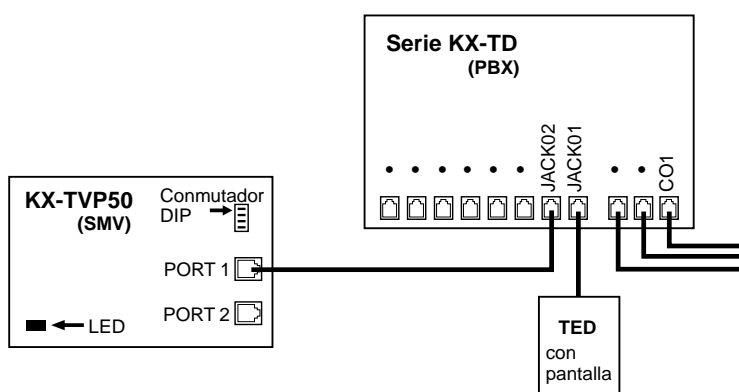 Serie KX-TD
(PBX)
JACK02
JACK01
CO1
KX-TVP50
(SMV)
Conmutador
DIP
PORT 1
PORT 2
LED
TED
con
pantalla